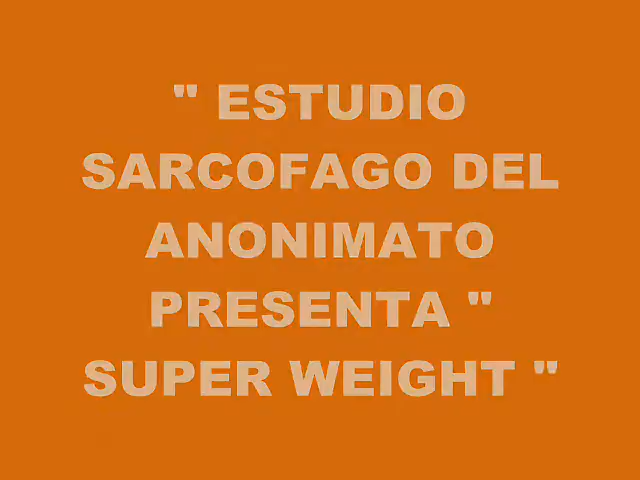 " ESTUDIO
SARCOFAGO DEL
ANONIMATO
PRESENTA "
SUPER WEIGHT "